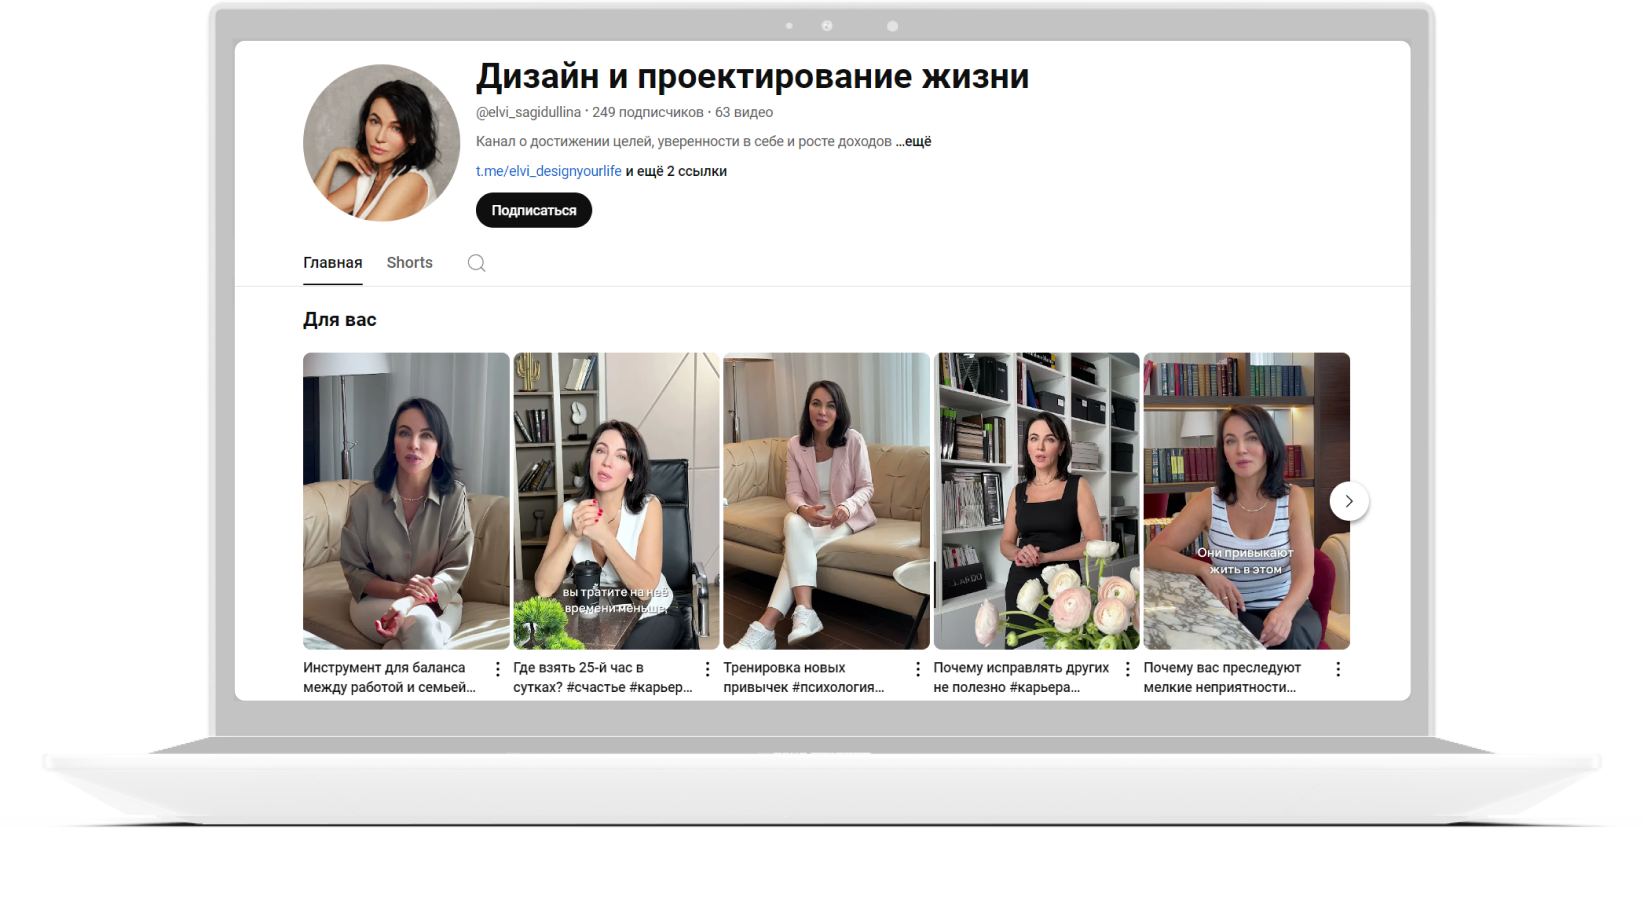 Дизайн и проектирование жизни
@elvi_sagidullina · 249 подписчиков · 63 видео
Канал о достижении целей, уверенности в себе и росте доходов ...ещё
t.me/elvi_designyourlife и ещё 2 ссылки
Подписаться
Главная Shorts
Для вас
вы тратите на неё
времени меньше,
Они привыкают
жить в этом
Инструмент для баланса
между работой и семьей...
Где взять 25-й час в
сутках? #счастье #карьер...
Тренировка новых
привычек #психология...
Почему исправлять других
не полезно #карьера...
Почему вас преследуют
мелкие неприятности...